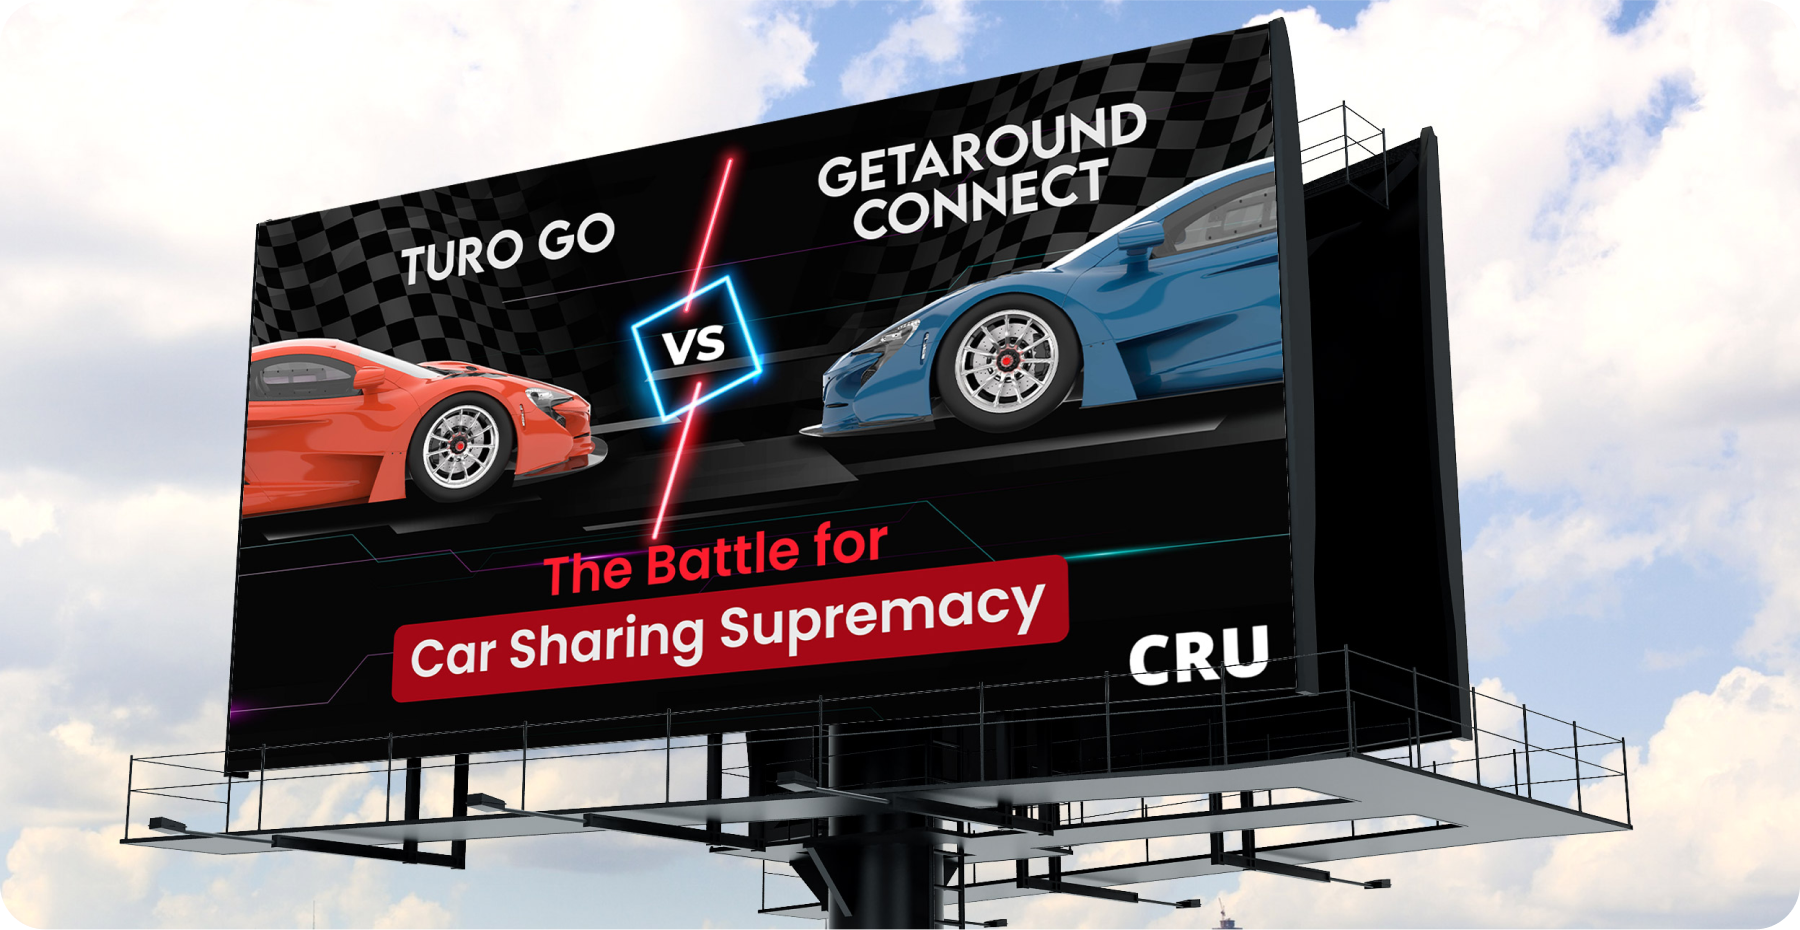 TURO GO
VS
GETAROUND
CONNECT
The Battle for
Car Sharing Supremacy
CRU